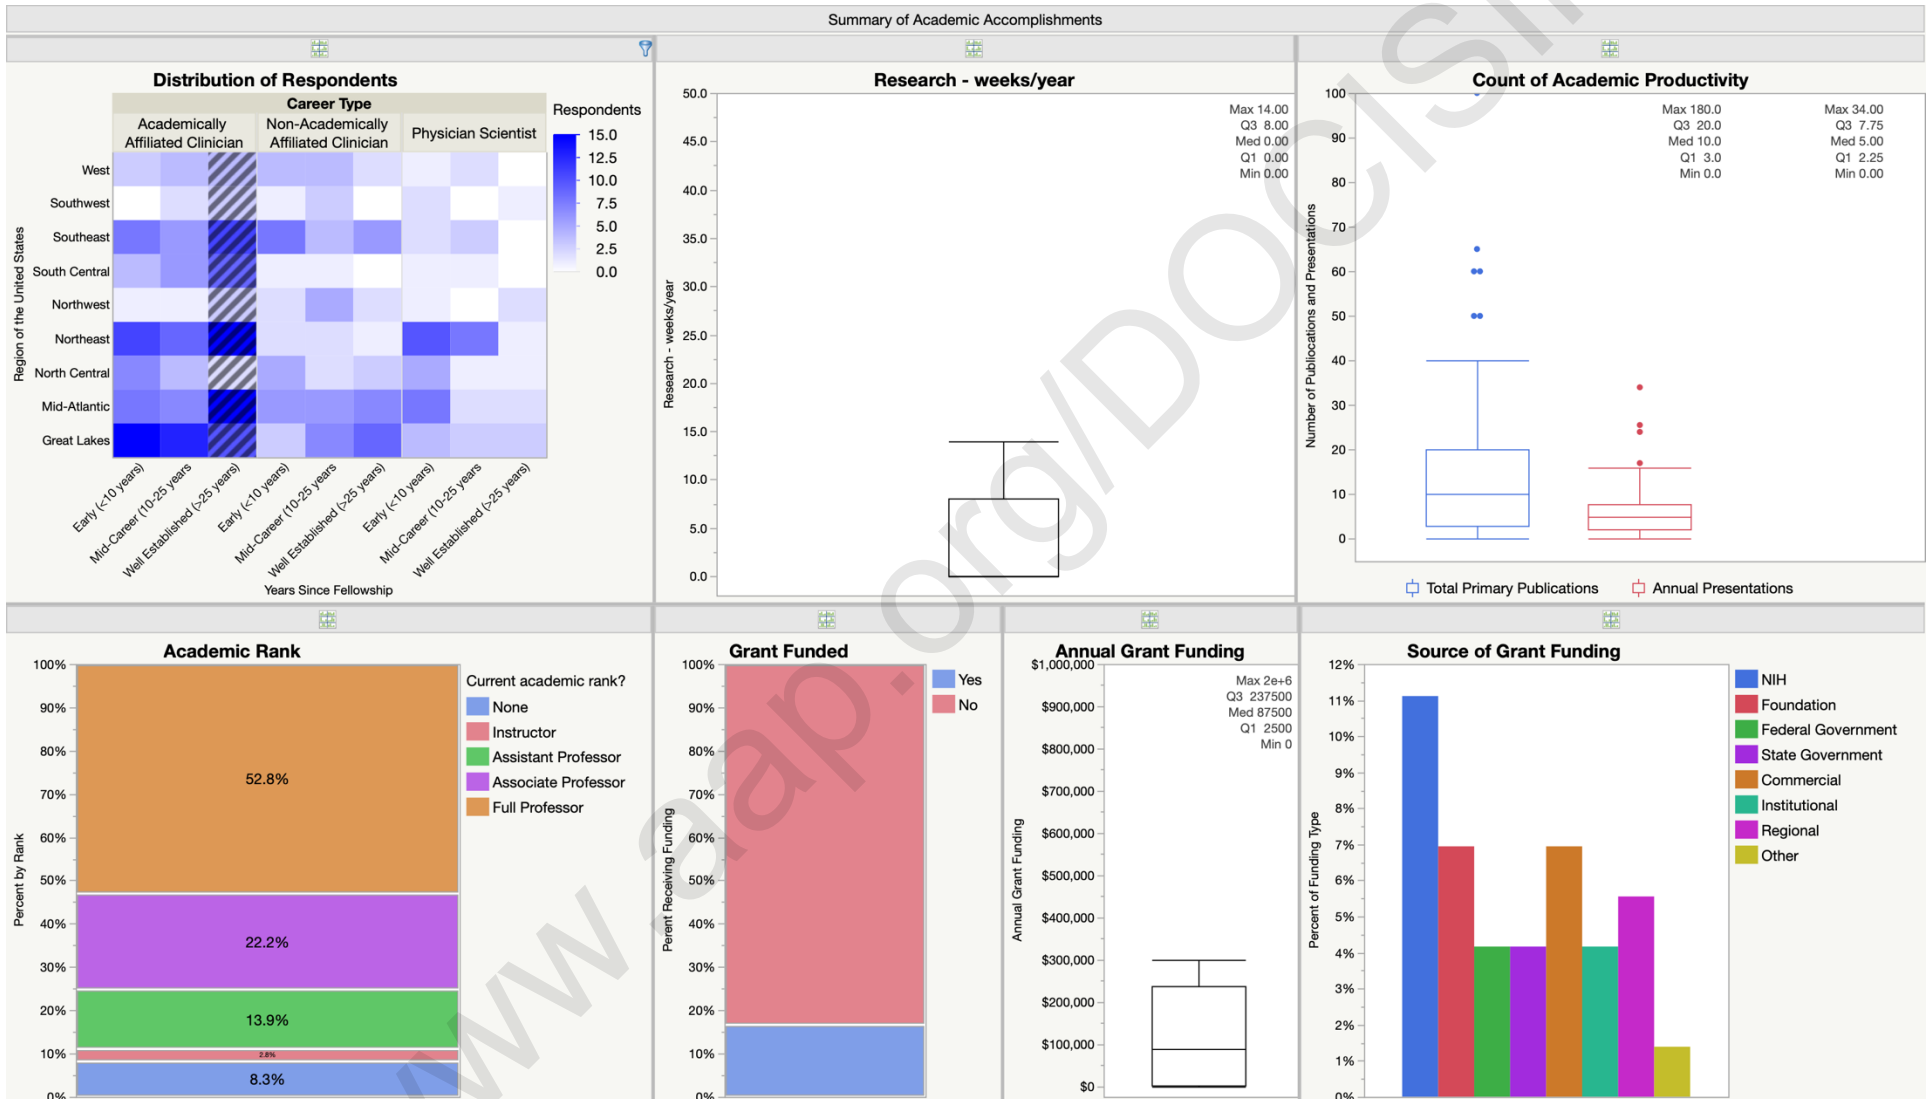 Summary of Academic Accomplishments
Distribution of Respondents
Career Type
Academically
Affiliated Clinician
Non-Academically
Affiliated Clinician
Physician Scientist
Respondents
15.0
12.5
10.0
7.5
5.0
2.5
0.0
Region of the United States
West
Southwest
Southeast
South Central
Northwest
Northeast
North Central
Mid-Atlantic
Great Lakes
Early (<10 years)
Mid-Career (10-25 years
Well Established (>25 years)
Early (<10 years)
Mid-Career (10-25 years
Well Established (>25 years)
Early (<10 years)
Mid-Career (10-25 years
Well Established (>25 years)
Years Since Fellowship
Research - weeks/year
Research - weeks/year
50.0
45.0
40.0
35.0
30.0
25.0
20.0
15.0
10.0
5.0
0.0
Max 14.00
Q3 8.00
Med 0.00
Q1 0.00
Min 0.00
Count of Academic Productivity
Number of Publiocations and Presentations
100
90
80
70
60
50
40
30
20
10
0
Max 180.0
Q3 20.0
Med 10.0
Q1 3.0
Min 0.0
Max 34.00
Q3 7.75
Med 5.00
Q1 2.25
Min 0.00
Total Primary Publications
Annual Presentations
Academic Rank
Percent by Rank
100%
90%
80%
70%
60%
50%
40%
30%
20%
10%
0%
52.8%
22.2%
13.9%
2.8%
8.3%
Current academic rank?
None
Instructor
Assistant Professor
Associate Professor
Full Professor
Grant Funded
Perent Receiving Funding
100%
90%
80%
70%
60%
50%
40%
30%
20%
10%
0%
Yes
No
Annual Grant Funding
Annual Grant Funding
$1,000,000
$900,000
$800,000
$700,000
$600,000
$500,000
$400,000
$300,000
$200,000
$100,000
$0
Max 2e+6
Q3 237500
Med 87500
Q1 2500
Min 0
Source of Grant Funding
Percent of Funding Type
12%
11%
10%
9%
8%
7%
6%
5%
4%
3%
2%
1%
0%
NIH
Foundation
Federal Government
State Government
Commercial
Institutional
Regional
Other